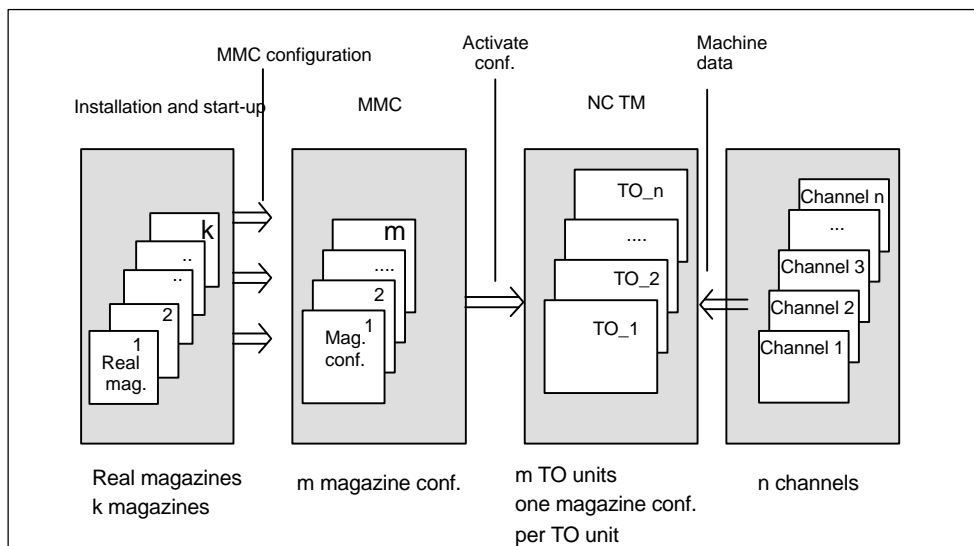 MMC configuration
Activate
conf.
Machine
data
Installation and start-up
MMC
NC TM
k
..
..
2
1
Real
mag.
m
....
2
1
Mag.
conf.
TO_n
....
TO_2
TO_1
Channel n
...
Channel 3
Channel 2
Channel 1
Real magazines
k magazines
m magazine conf.
m TO units
one magazine conf.
per TO unit
n channels